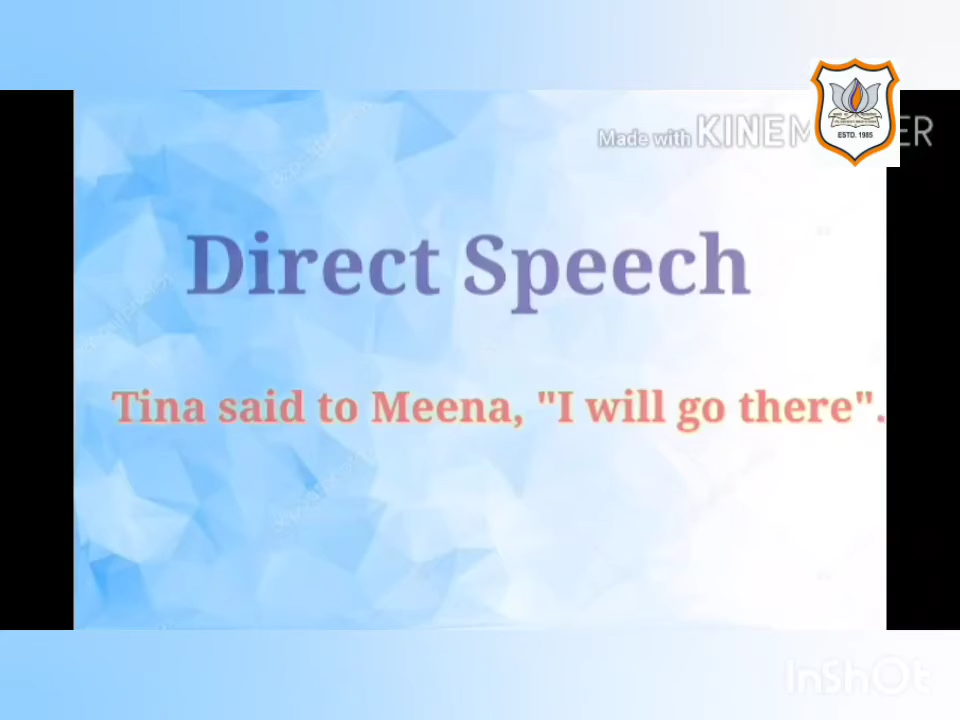 Made with KINEM ER
ESTD. 1985
Direct Speech
Tina said to Meena, "I will go there".
InShOt